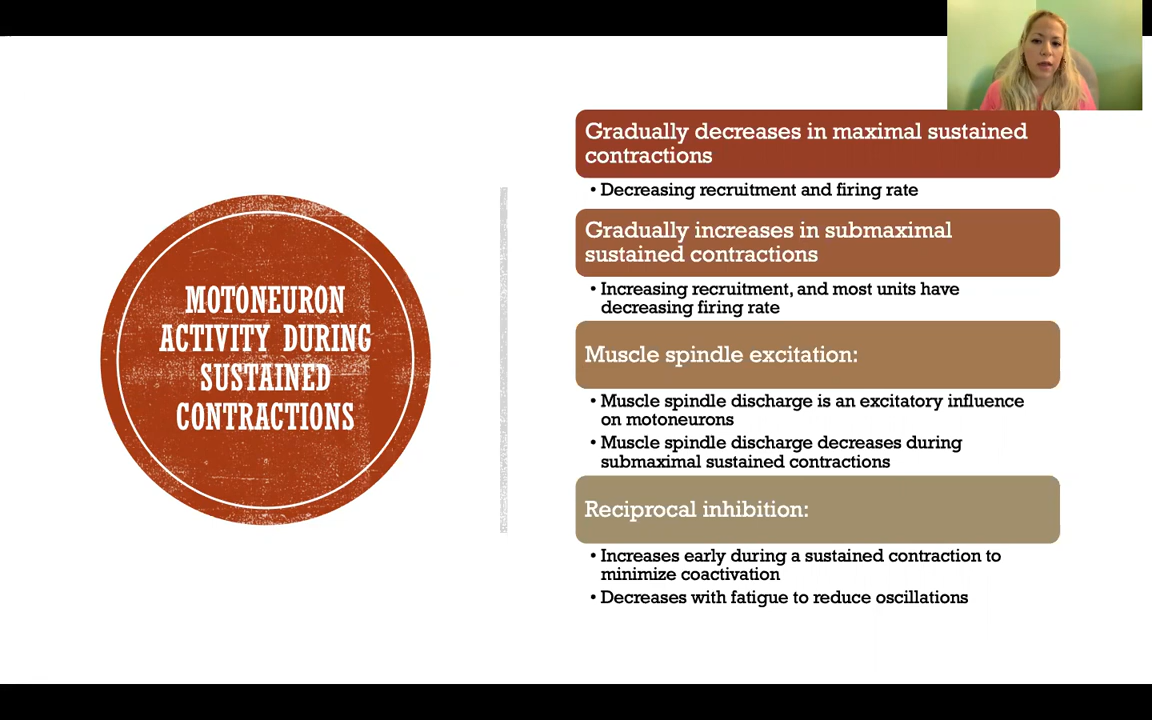 MOTONEURON
ACTIVITY DURING
SUSTAINED
CONTRACTIONS
Gradually decreases in maximal sustained
contractions
• Decreasing recruitment and firing rate
Gradually increases in submaximal
sustained contractions
• Increasing recruitment, and most units have
decreasing firing rate
Muscle spindle excitation:
• Muscle spindle discharge is an excitatory influence
on motoneurons
• Muscle spindle discharge decreases during
submaximal sustained contractions
Reciprocal inhibition:
• Increases early during a sustained contraction to
minimize coactivation
• Decreases with fatigue to reduce oscillations